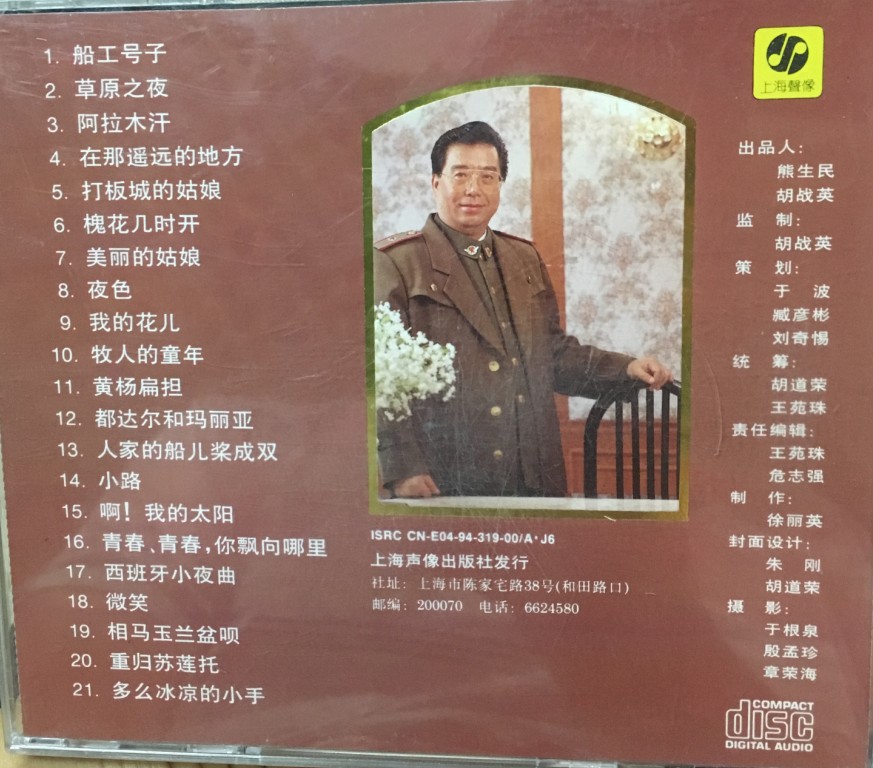 1. 船工号子
2. 草原之夜
3. 阿拉木汗
4. 在那遥远的地方
5. 打板城的姑娘
6. 槐花几时开
7. 美丽的姑娘
8. 夜色
9. 我的花儿
10. 牧人的童年
11. 黄杨扁担
12. 都达尔和玛丽亚
13. 人家的船儿桨成双
14. 小路
15. 啊！我的太阳
16. 青春、青春，你飘向哪里
17. 西班牙小夜曲
18. 微笑
19. 相马玉兰盆呗
20. 重归苏莲托
21. 多么冰凉的小手
ISRC CN-E04-94-319-00/A·J6
上海声像出版社发行
社址：上海市陈家宅路38号(和田路口)
邮编：200070 电话：6624580
上海聲像
出品人：
熊生民
胡战英
监 制：
胡战英
策 划：
于 波
臧彦彬
刘奇惕
统 筹：
胡道荣
王苑珠
责任编辑：
王苑珠
危志强
制 作：
徐丽英
封面设计：
朱 刚
胡道荣
摄 影：
于根泉
殷孟珍
章荣海
COMPACT
disc
DIGITAL AUDIO